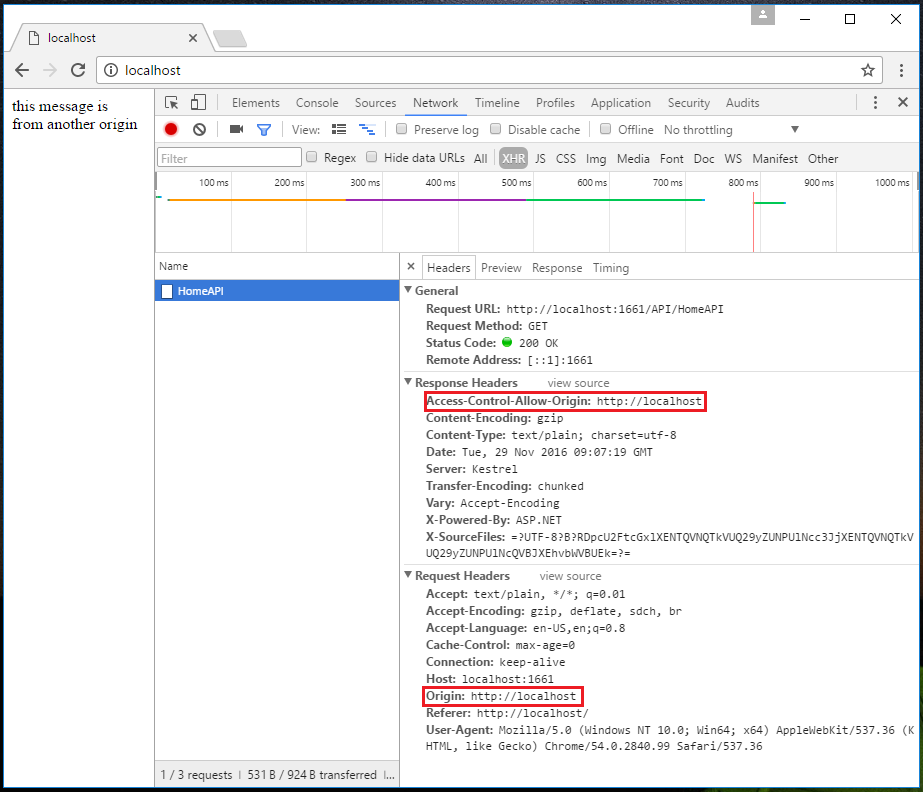 localhost
localhost
this message is
from another origin
Elements Console Sources Network Timeline Profiles Application Security Audits
View: Preserve log Disable cache Offline No throttling
Filter Regex Hide data URLs All XHR JS CSS Img Media Font Doc WS Manifest Other
100 ms 200 ms 300 ms 400 ms 500 ms 600 ms 700 ms 800 ms 900 ms 1000 ms
Name
HomeAPI
Headers Preview Response Timing
General
Request URL: http://localhost:1661/API/HomeAPI
Request Method: GET
Status Code: 200 OK
Remote Address: [::1]:1661
Response Headers view source
Access-Control-Allow-Origin: http://localhost
Content-Encoding: gzip
Content-Type: text/plain; charset=utf-8
Date: Tue, 29 Nov 2016 09:07:19 GMT
Server: Kestrel
Transfer-Encoding: chunked
Vary: Accept-Encoding
X-Powered-By: ASP.NET
X-SourceFiles: =?UTF-8?B?RDpcU2FtcGxlXENTQVNQTkVUQ29yZUNPUlNcc3JjXENTQVNQTkV
UQ29yZUNPUlNcQVBJXEhvbWVBUEk=?=
Request Headers view source
Accept: text/plain, */*; q=0.01
Accept-Encoding: gzip, deflate, sdch, br
Accept-Language: en-US,en;q=0.8
Cache-Control: max-age=0
Connection: keep-alive
Host: localhost:1661
Origin: http://localhost
Referer: http://localhost/
User-Agent: Mozilla/5.0 (Windows NT 10.0; Win64; x64) AppleWebKit/537.36 (K
HTML, like Gecko) Chrome/54.0.2840.99 Safari/537.36
1 / 3 requests | 531 B / 924 B transferred | ...